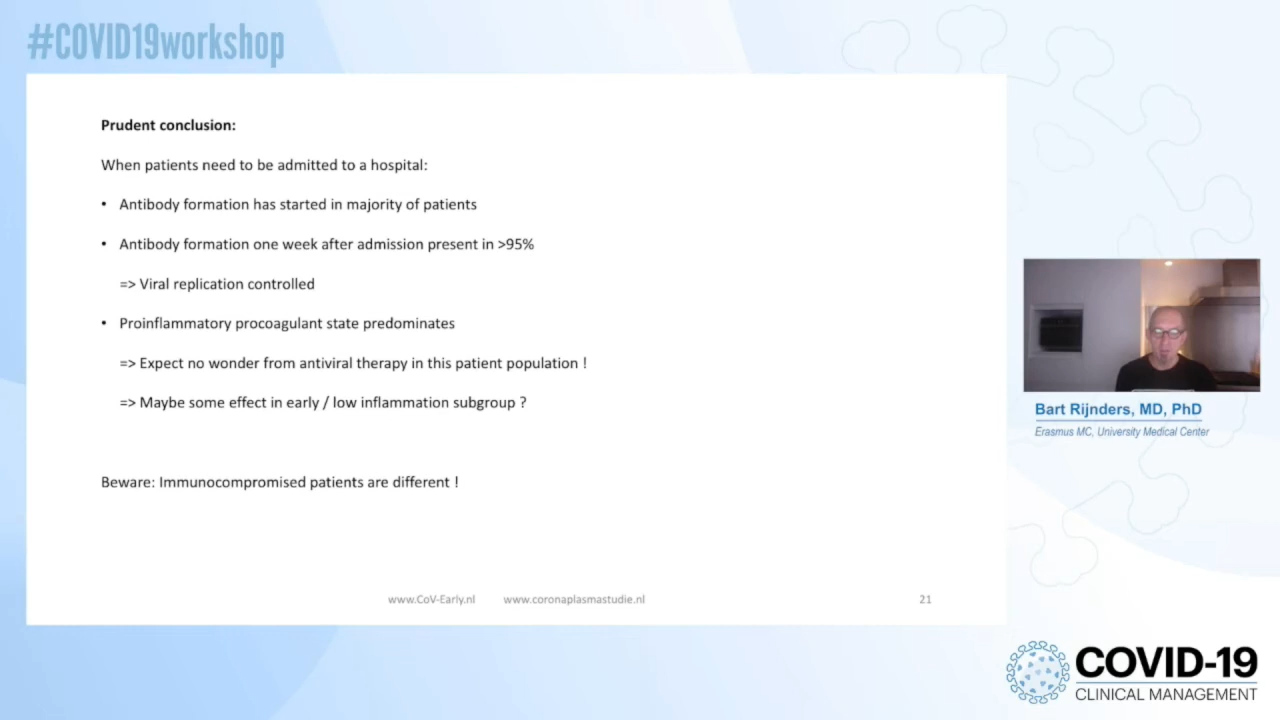 #COVID19workshop
Prudent conclusion:
When patients need to be admitted to a hospital:
• Antibody formation has started in majority of patients
• Antibody formation one week after admission present in >95%
=> Viral replication controlled
• Proinflammatory procoagulant state predominates
=> Expect no wonder from antiviral therapy in this patient population !
=> Maybe some effect in early / low inflammation subgroup ?
Beware: Immunocompromised patients are different !
www.CoV-Early.nl www.coronaplasmastudie.nl 21
Bart Rijnders, MD, PhD
Erasmus MC, University Medical Center
COVID-19
CLINICAL MANAGEMENT